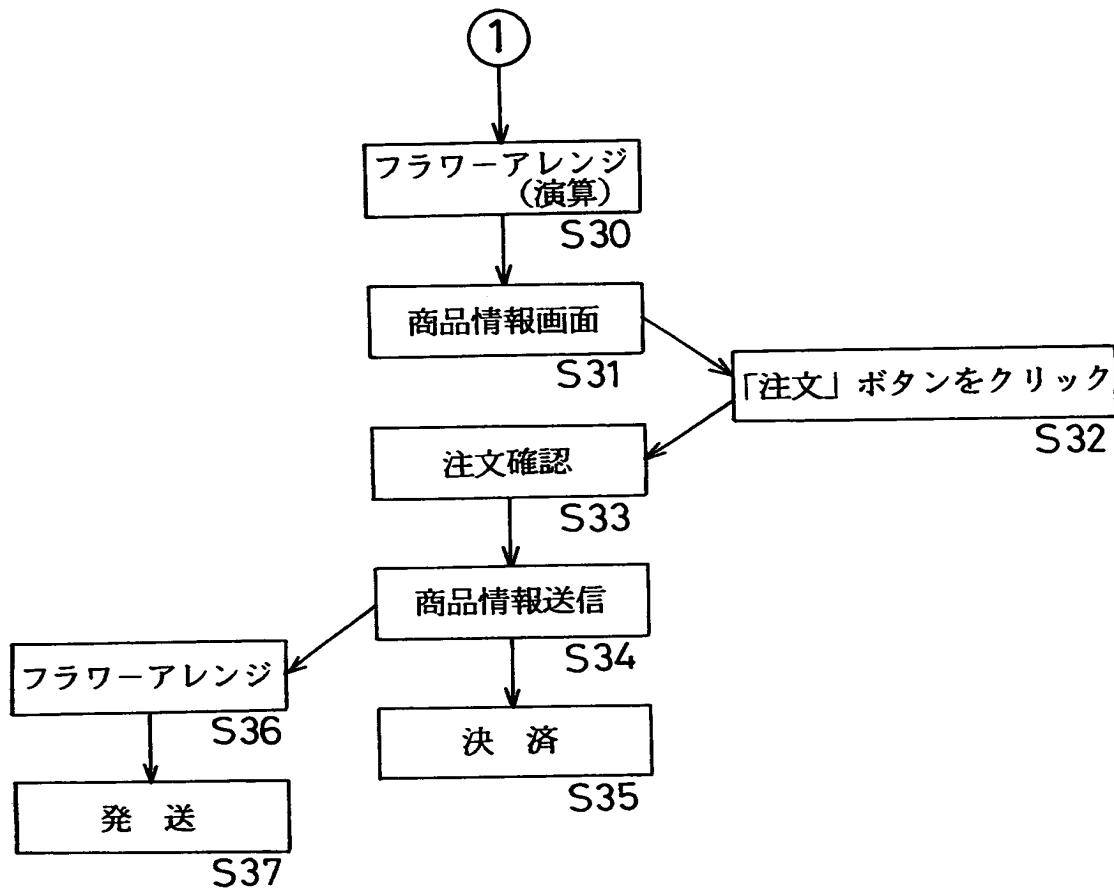 1
フラワーアレンジ
(演算)
S30
商品情報画面
S31
「注文」ボタンをクリック
S32
注文確認
S33
商品情報送信
S34
フラワーアレンジ
S36
決 済
S35
発 送
S37